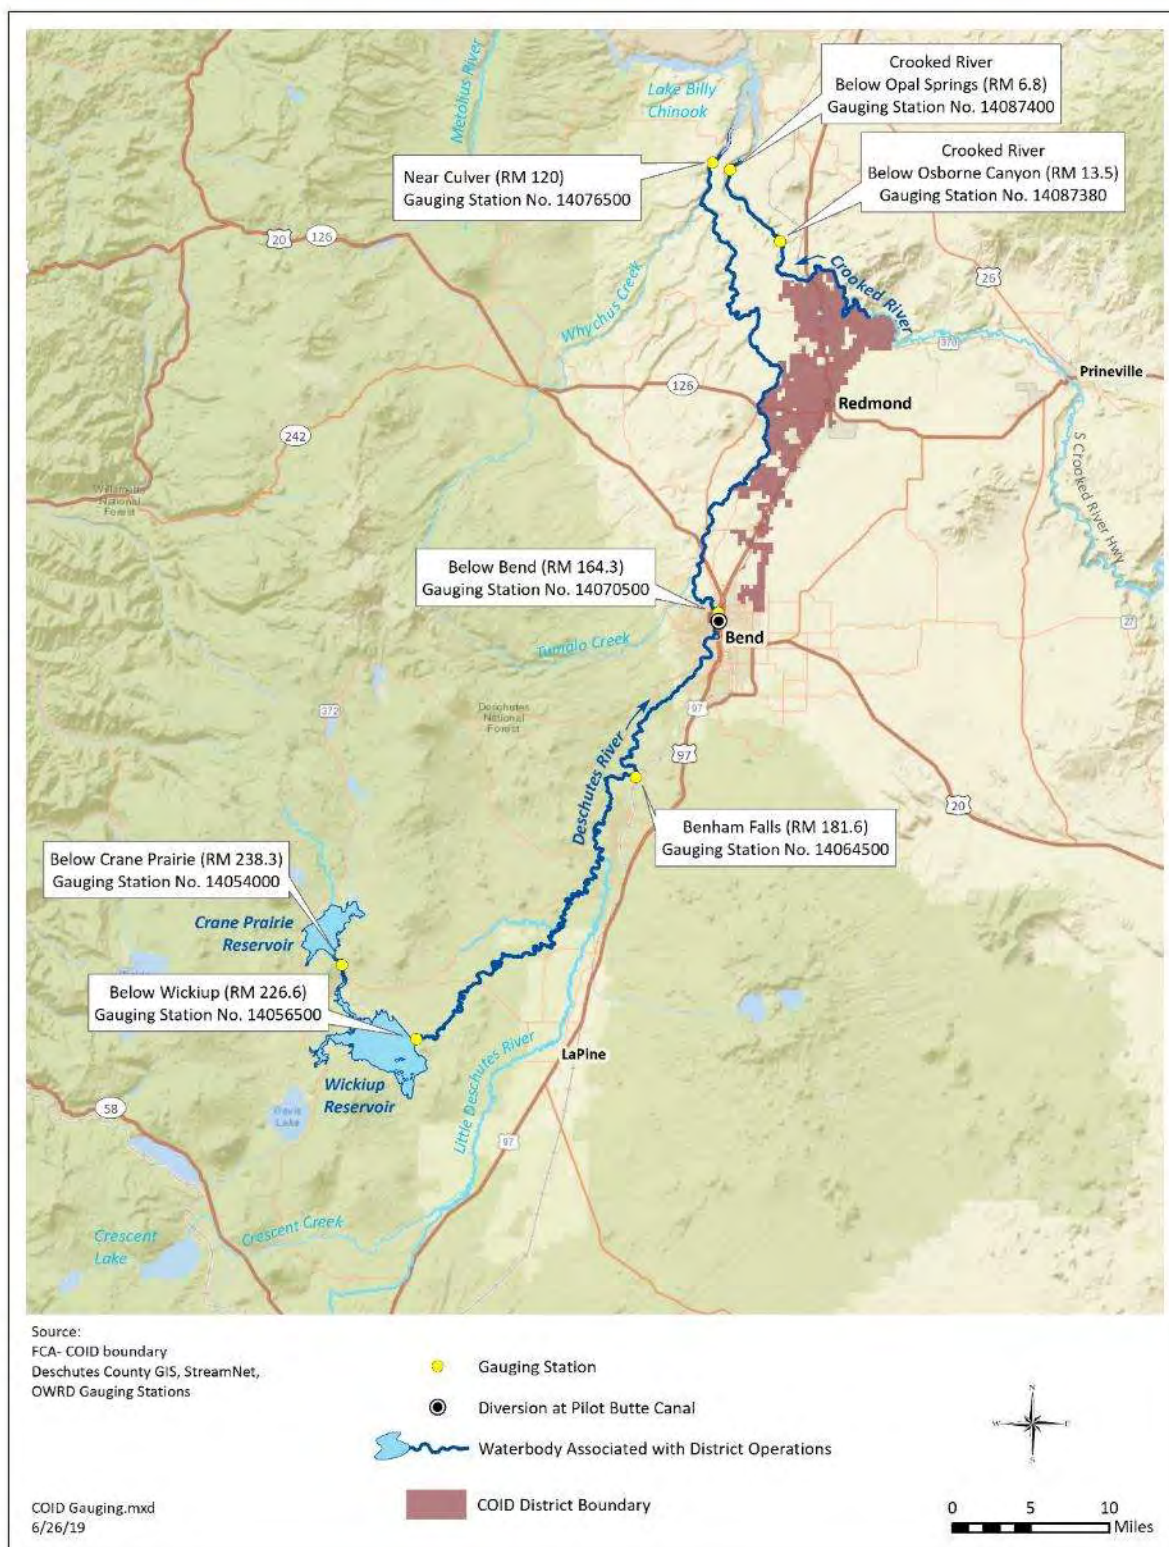 Crooked River
Below Opal Springs (RM 6.8)
Gauging Station No. 14087400
Metolius River
Lake Billy
Chinook
Crooked River
Below Osborne Canyon (RM 13.5)
Gauging Station No. 14087380
Near Culver (RM 120)
Gauging Station No. 14076500
20
126
Crooked River
26
Whychus Creek
370
Prineville
126
Redmond
242
S Crooked River Hwy
Willamette
National
Forest
Below Bend (RM 164.3)
Gauging Station No. 14070500
27
Bend
Tumalo Creek
Deschutes
National
Forest
372
97
Deschutes River
97
20
Benham Falls (RM 181.6)
Gauging Station No. 14064500
Below Crane Prairie (RM 238.3)
Gauging Station No. 14054000
Crane Prairie
Reservoir
Below Wickiup (RM 226.6)
Gauging Station No. 14056500
LaPine
Wickiup
Reservoir
Little Deschutes River
58
Davis
Lake
97
Crescent Creek
Crescent
Lake
Source:
FCA- COID boundary
Deschutes County GIS, StreamNet,
OWRD Gauging Stations
Gauging Station
Diversion at Pilot Butte Canal
Waterbody Associated with District Operations
COID District Boundary
N
W E
S
COID Gauging.mxd
6/26/19
0 5 10
Miles